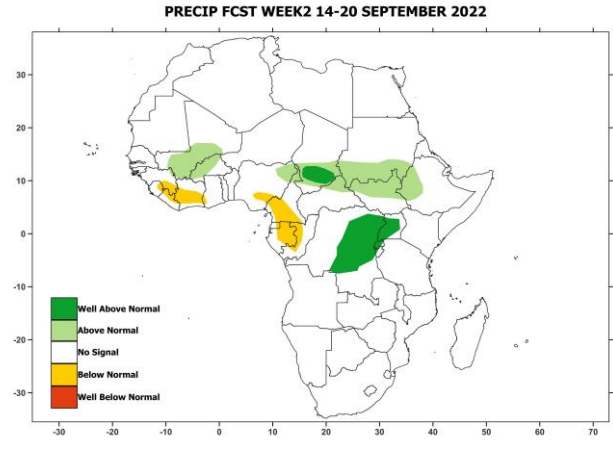 PRECIP FCST WEEK2 14-20 SEPTEMBER 2022
30
20
10
0
-10
-20
-30
Well Above Normal
Above Normal
No Signal
Below Normal
Well Below Normal
-30 -20 -10 0 10 20 30 40 50 60 70